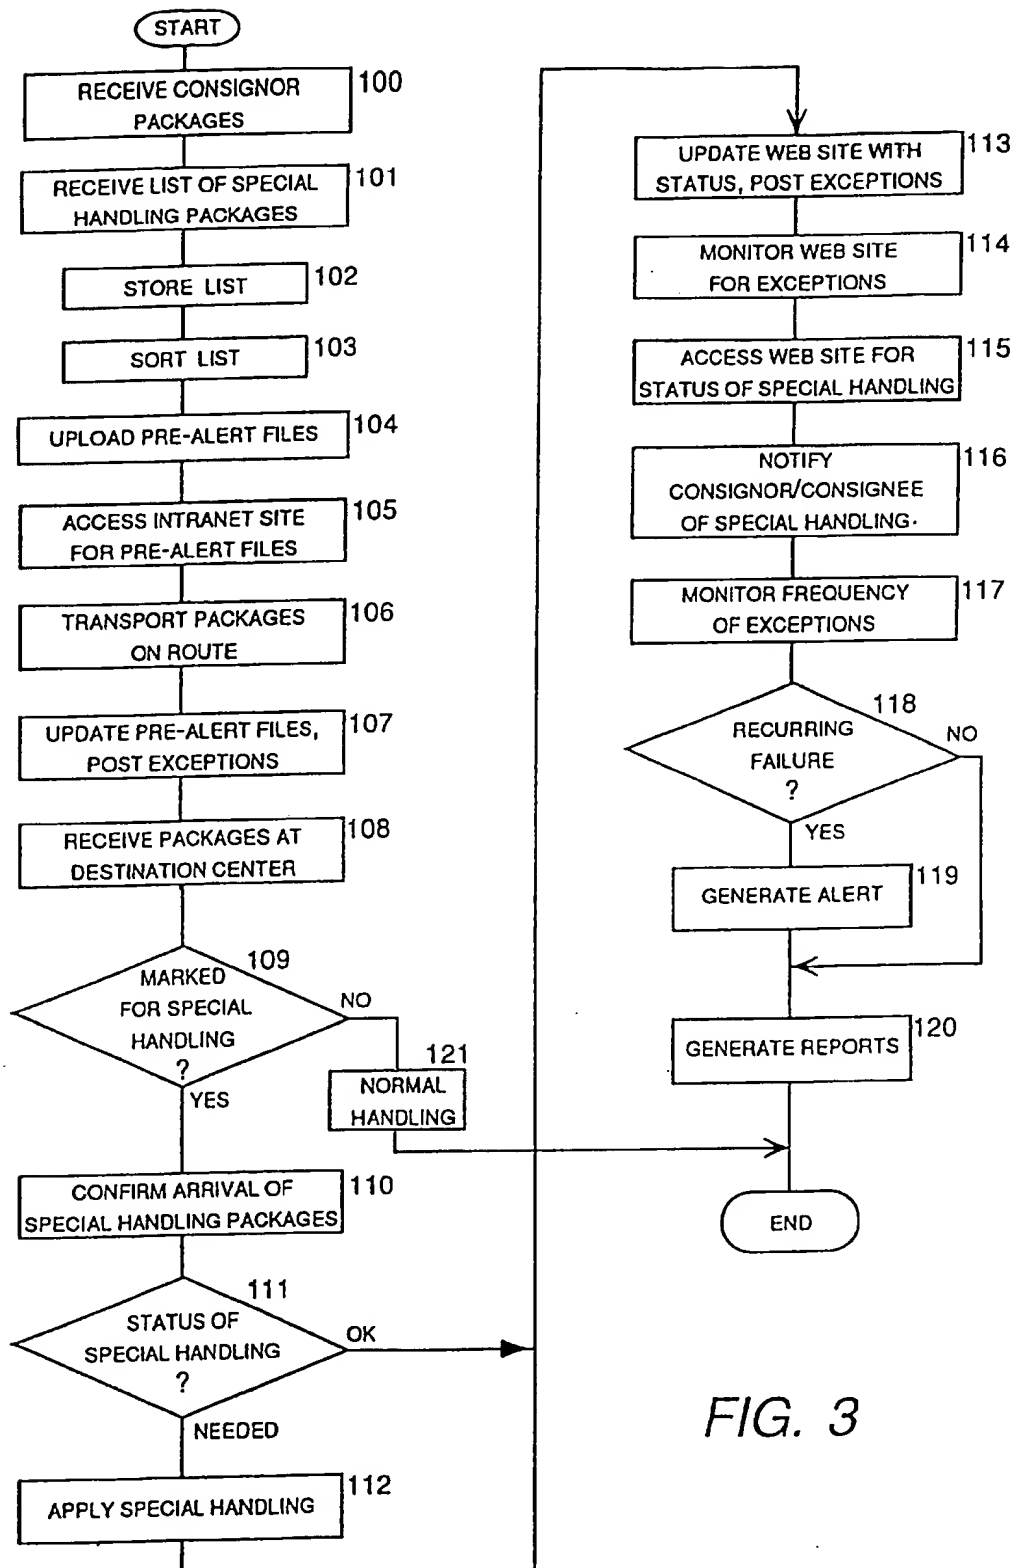 START
RECEIVE CONSIGNOR
PACKAGES
100
RECEIVE LIST OF SPECIAL
HANDLING PACKAGES
101
STORE LIST
102
SORT LIST
103
UPLOAD PRE-ALERT FILES
104
ACCESS INTRANET SITE
FOR PRE-ALERT FILES
105
TRANSPORT PACKAGES
ON ROUTE
106
UPDATE PRE-ALERT FILES,
POST EXCEPTIONS
107
RECEIVE PACKAGES AT
DESTINATION CENTER
108
MARKED
FOR SPECIAL
HANDLING
?
109
NO
YES
121
NORMAL
HANDLING
CONFIRM ARRIVAL OF
SPECIAL HANDLING PACKAGES
110
STATUS OF
SPECIAL HANDLING
?
111
OK
NEEDED
APPLY SPECIAL HANDLING
112
UPDATE WEB SITE WITH
STATUS, POST EXCEPTIONS
113
MONITOR WEB SITE
FOR EXCEPTIONS
114
ACCESS WEB SITE FOR
STATUS OF SPECIAL HANDLING
115
NOTIFY
CONSIGNOR/CONSIGNEE
OF SPECIAL HANDLING.
116
MONITOR FREQUENCY
OF EXCEPTIONS
117
RECURRING
FAILURE
?
118
NO
YES
GENERATE ALERT
119
GENERATE REPORTS
120
END
FIG. 3